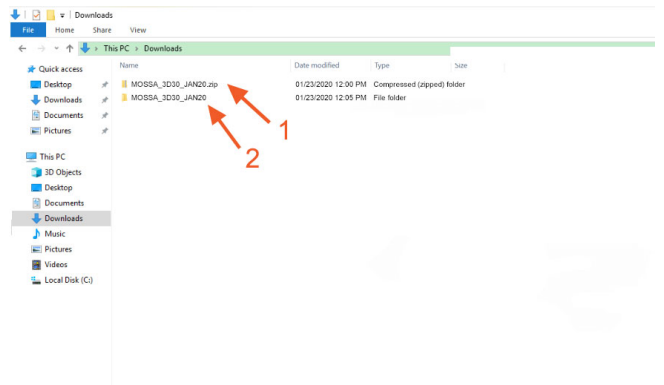 Downloads
File Home Share View
This PC > Downloads
Name Date modified Type Size
Quick access
Desktop
Downloads
Documents
Pictures
This PC
3D Objects
Desktop
Documents
Downloads
Music
Pictures
Videos
Local Disk (C:)
MOSSA_3D30_JAN20.zip 01/23/2020 12:00 PM Compressed (zipped) folder
MOSSA_3D30_JAN20 01/23/2020 12:05 PM File folder
1
2